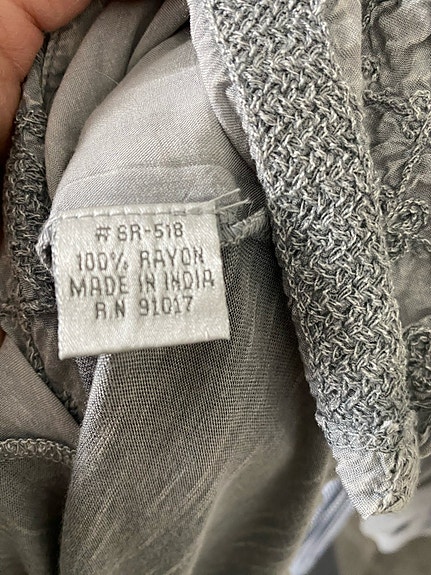 # SR-518
100% RAYON
MADE IN INDIA
R.N 91017